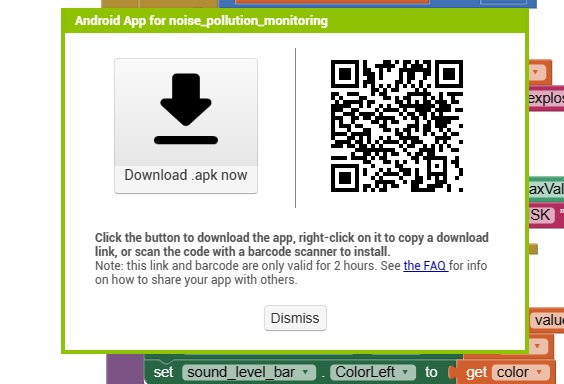 Android App for noise_pollution_monitoring
Download .apk now
Click the button to download the app, right-click on it to copy a download
link, or scan the code with a barcode scanner to install.
Note: this link and barcode are only valid for 2 hours. See the FAQ for info
on how to share your app with others.
Dismiss
explos
axVal
SK "
value
set sound_level_bar . ColorLeft to get color